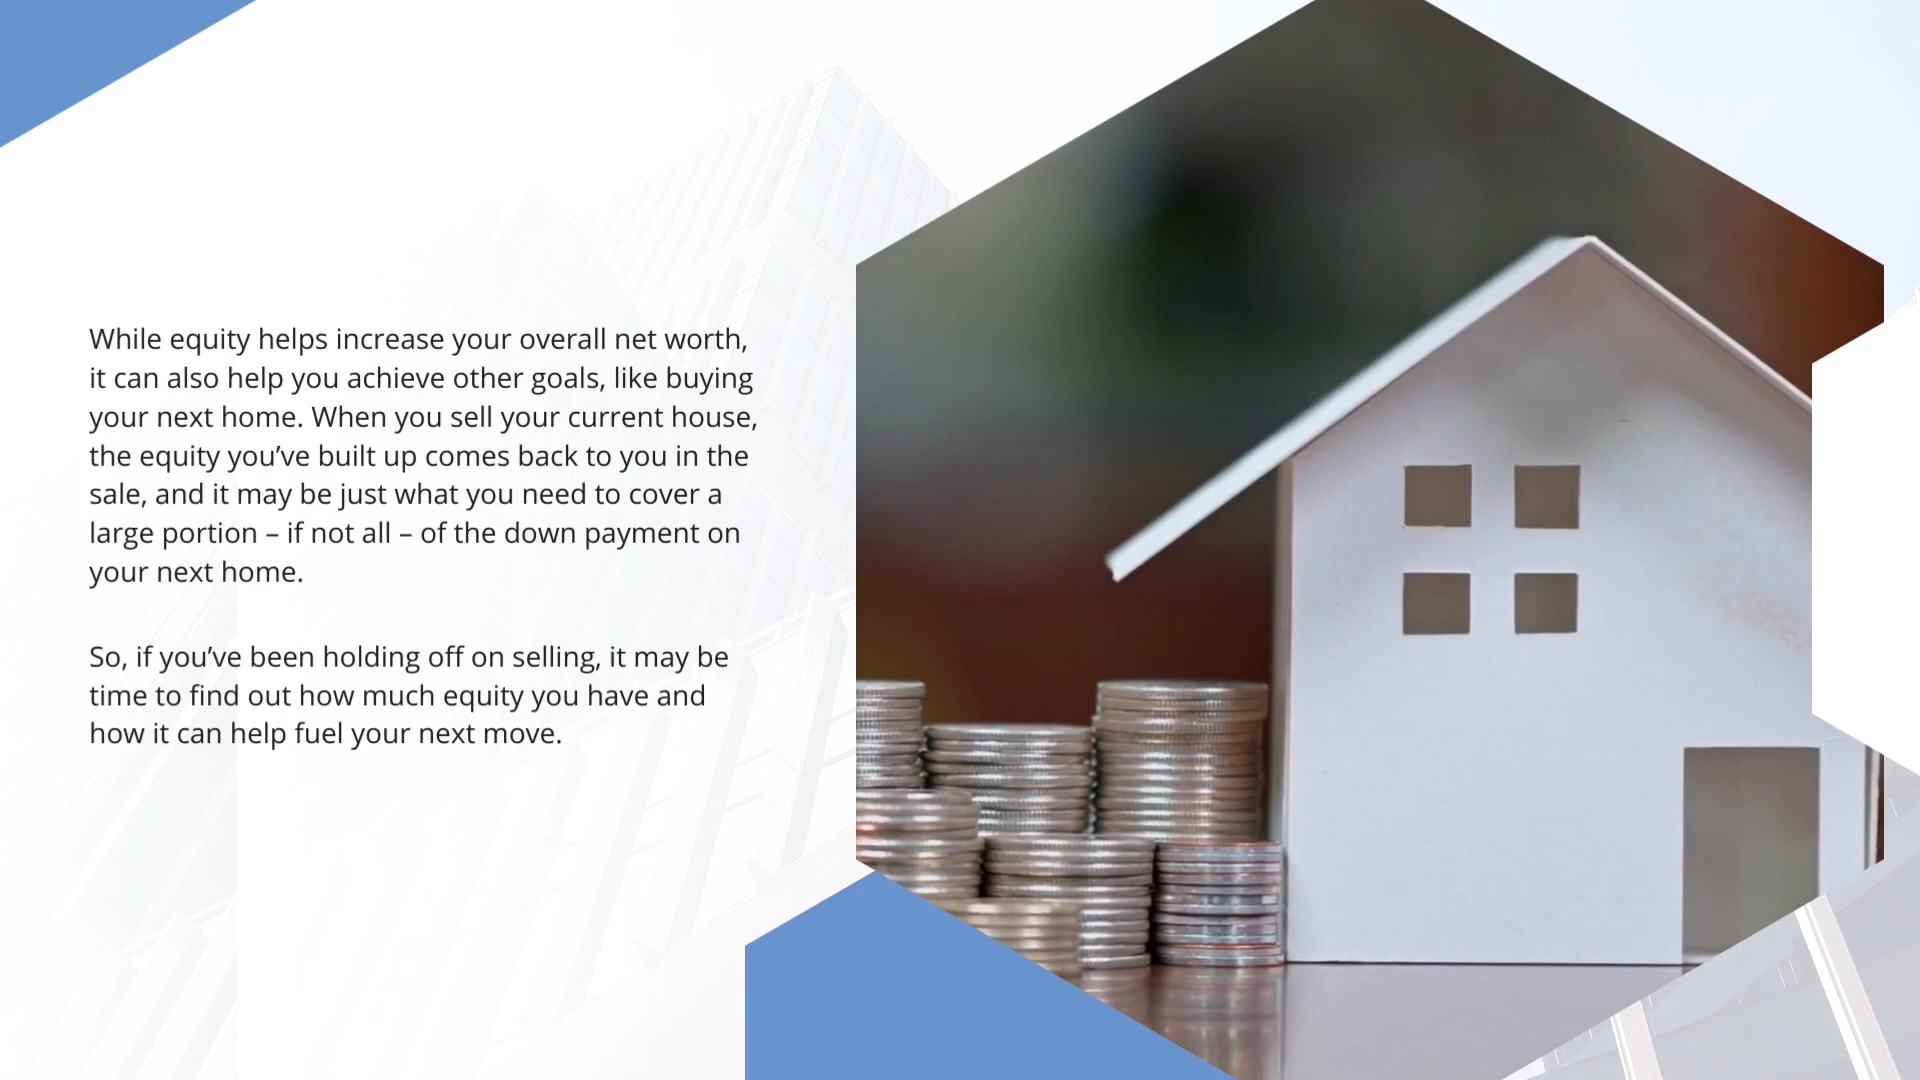 While equity helps increase your overall net worth,
it can also help you achieve other goals, like buying
your next home. When you sell your current house,
the equity you’ve built up comes back to you in the
sale, and it may be just what you need to cover a
large portion – if not all – of the down payment on
your next home.
So, if you’ve been holding off on selling, it may be
time to find out how much equity you have and
how it can help fuel your next move.